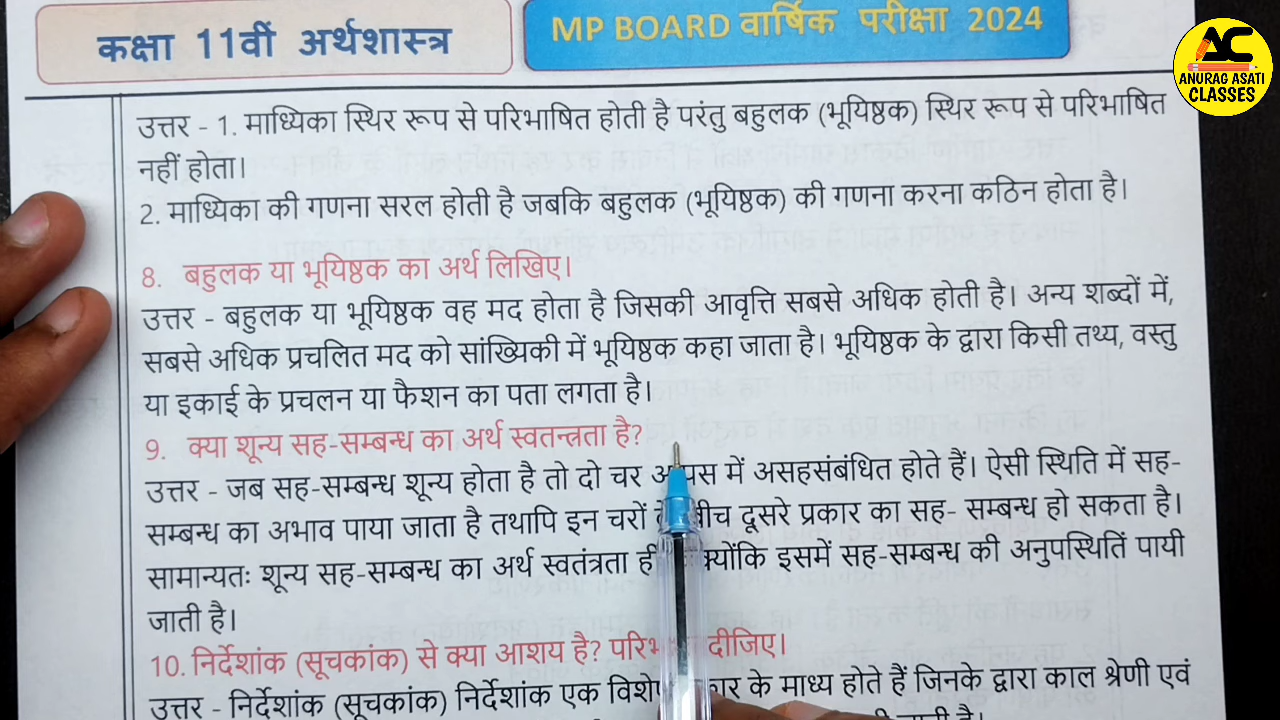 कक्षा 11वीं अर्थशास्त्र
MP BOARD वार्षिक परीक्षा 2024
ANURAG ASATI
CLASSES
उत्तर - 1. माध्यिका स्थिर रूप से परिभाषित होती है परंतु बहुलक (भूयिष्ठक) स्थिर रूप से परिभाषित
नहीं होता।
2. माध्यिका की गणना सरल होती है जबकि बहुलक (भूयिष्ठक) की गणना करना कठिन होता है।
8. बहुलक या भूयिष्ठक का अर्थ लिखिए।
उत्तर - बहुलक या भूयिष्ठक वह मद होता है जिसकी आवृत्ति सबसे अधिक होती है। अन्य शब्दों में,
सबसे अधिक प्रचलित मद को सांख्यिकी में भूयिष्ठक कहा जाता है। भूयिष्ठक के द्वारा किसी तथ्य, वस्तु
या इकाई के प्रचलन या फैशन का पता लगता है।
9. क्या शून्य सह-सम्बन्ध का अर्थ स्वतन्त्रता है?
उत्तर - जब सह-सम्बन्ध शून्य होता है तो दो चर में असहसंबंधित होते हैं। ऐसी स्थिति में सह-
सम्बन्ध का अभाव पाया जाता है तथापि इन चरों दूसरे प्रकार का सह- सम्बन्ध हो सकता है।
सामान्यतः शून्य सह-सम्बन्ध का अर्थ स्वतंत्रता ही क्योंकि इसमें सह-सम्बन्ध की अनुपस्थितिं पायी
जाती है।
10. निर्देशांक (सूचकांक) से क्या आशय है? दीजिए।
उत्तर - निर्देशांक (सूचकांक) निर्देशांक एक के माध्य होते हैं जिनके द्वारा काल श्रेणी एवं